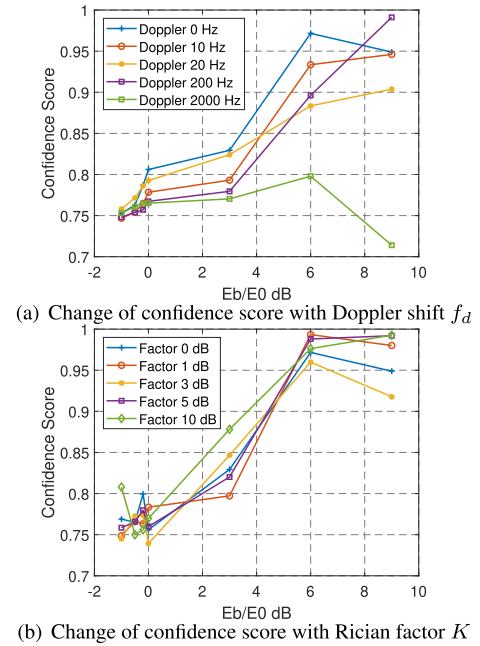 1
0.95
0.9
0.85
0.8
0.75
0.7
Confidence Score
Doppler 0 Hz
Doppler 10 Hz
Doppler 20 Hz
Doppler 200 Hz
Doppler 2000 Hz
-2 0 2 4 6 8 10
Eb/E0 dB
(a) Change of confidence score with Doppler shift f_d
1
0.95
0.9
0.85
0.8
0.75
0.7
Confidence Score
Factor 0 dB
Factor 1 dB
Factor 3 dB
Factor 5 dB
Factor 10 dB
-2 0 2 4 6 8 10
Eb/E0 dB
(b) Change of confidence score with Rician factor K